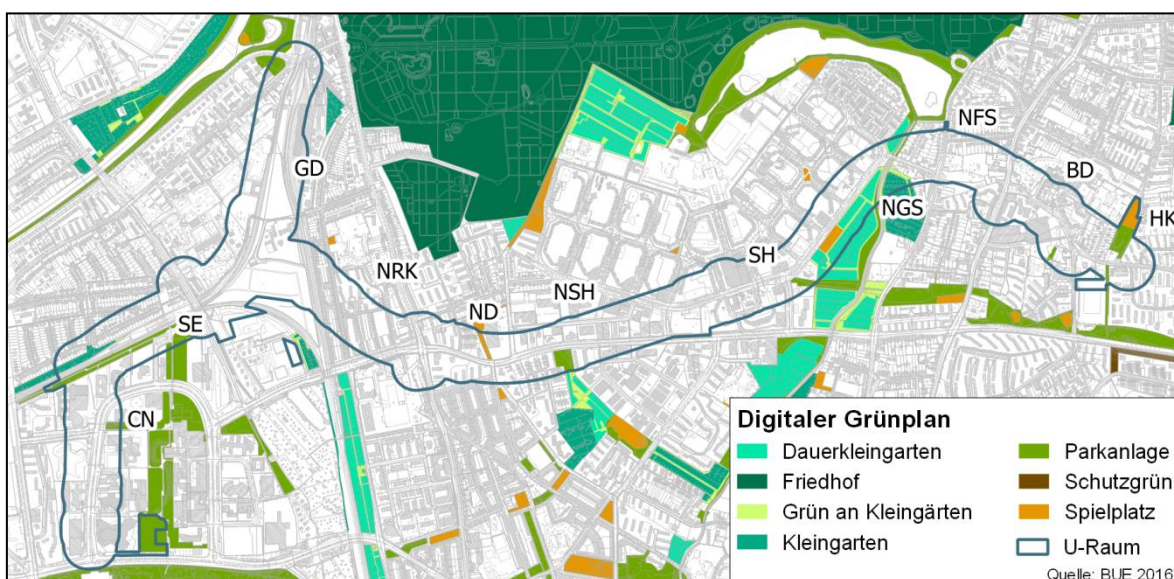 NFS
GD
BD
NGS
HK
NRK
SH
NSH
ND
SE
CN
Digitaler Grünplan
Dauerkleingarten
Friedhof
Grün an Kleingärten
Kleingarten
Parkanlage
Schutzgrün
Spielplatz
U-Raum
Quelle: BUE 2016